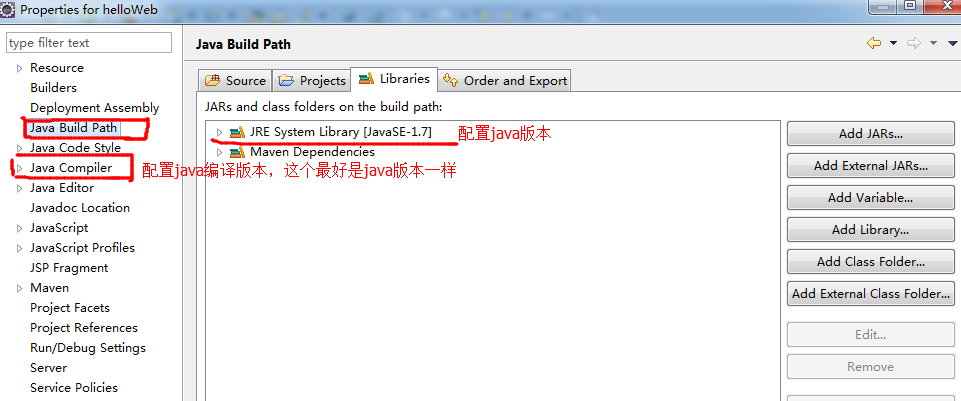 Properties for helloWeb
type filter text
Resource
Builders
Deployment Assembly
Java Build Path
Java Code Style
Java Compiler
Java Editor
Javadoc Location
JavaScript
JavaScript Profiles
JSP Fragment
Maven
Project Facets
Project References
Run/Debug Settings
Server
Service Policies
Java Build Path
Source
Projects
Libraries
Order and Export
JARs and class folders on the build path:
JRE System Library [JavaSE-1.7]
配置java版本
Maven Dependencies
配置java编译版本，这个最好是java版本一样
Add JARs...
Add External JARs...
Add Variable...
Add Library...
Add Class Folder...
Add External Class Folder...
Edit...
Remove